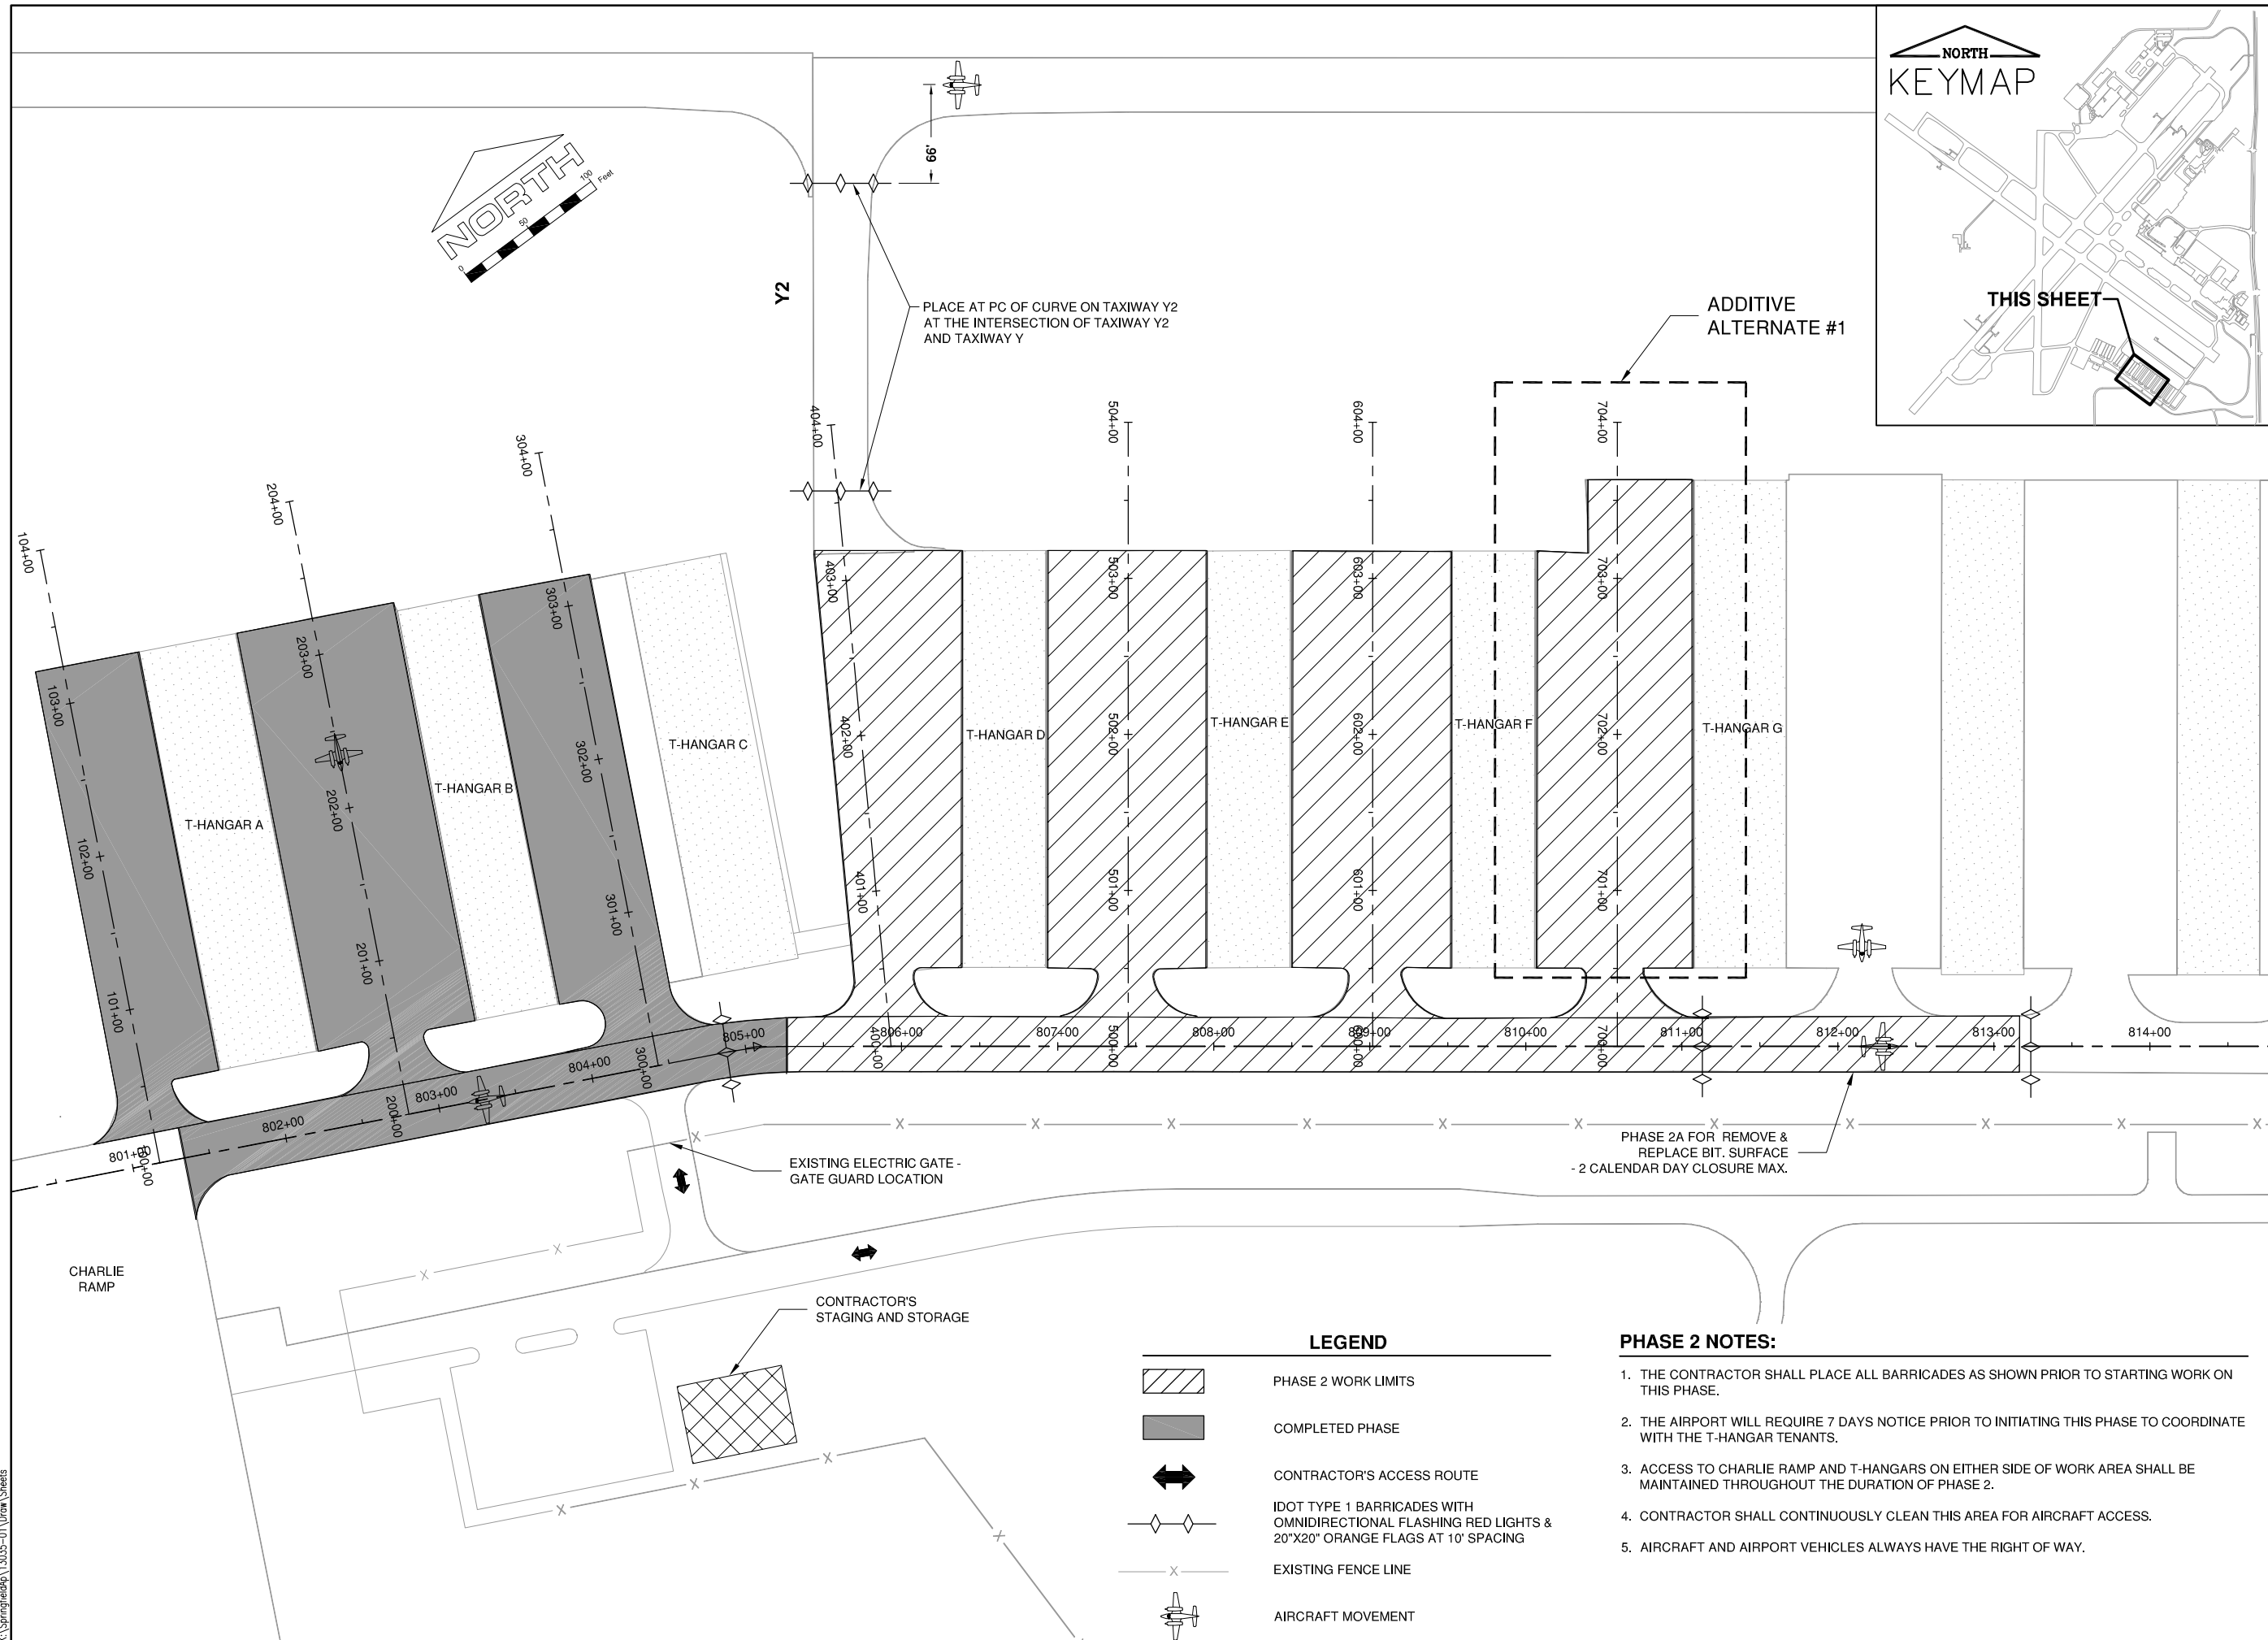 NORTH
KEYMAP
THIS SHEET
66'
NORTH
0
50
100
Feet
Y2
PLACE AT PC OF CURVE ON TAXIWAY Y2
AT THE INTERSECTION OF TAXIWAY Y2
AND TAXIWAY Y
ADDITIVE
ALTERNATE #1
104+00
103+00
102+00
101+00
100+00
204+00
203+00
202+00
201+00
200+00
304+00
303+00
302+00
301+00
300+00
404+00
403+00
402+00
401+00
400+00
504+00
503+00
502+00
501+00
500+00
604+00
603+00
602+00
601+00
600+00
704+00
703+00
702+00
701+00
700+00
T-HANGAR A
T-HANGAR B
T-HANGAR C
T-HANGAR D
T-HANGAR E
T-HANGAR F
T-HANGAR G
801+00
802+00
803+00
804+00
805+00
806+00
807+00
808+00
809+00
810+00
811+00
812+00
813+00
814+00
X X X X X X X X X X X
EXISTING ELECTRIC GATE -
GATE GUARD LOCATION
PHASE 2A FOR REMOVE &
REPLACE BIT. SURFACE
- 2 CALENDAR DAY CLOSURE MAX.
CHARLIE
RAMP
X X
CONTRACTOR'S
STAGING AND STORAGE
X X X X
LEGEND
PHASE 2 WORK LIMITS
COMPLETED PHASE
CONTRACTOR'S ACCESS ROUTE
IDOT TYPE 1 BARRICADES WITH
OMNIDIRECTIONAL FLASHING RED LIGHTS &
20"X20" ORANGE FLAGS AT 10' SPACING
X
EXISTING FENCE LINE
AIRCRAFT MOVEMENT
PHASE 2 NOTES:
1. THE CONTRACTOR SHALL PLACE ALL BARRICADES AS SHOWN PRIOR TO STARTING WORK ON
THIS PHASE.
2. THE AIRPORT WILL REQUIRE 7 DAYS NOTICE PRIOR TO INITIATING THIS PHASE TO COORDINATE
WITH THE T-HANGAR TENANTS.
3. ACCESS TO CHARLIE RAMP AND T-HANGARS ON EITHER SIDE OF WORK AREA SHALL BE
MAINTAINED THROUGHOUT THE DURATION OF PHASE 2.
4. CONTRACTOR SHALL CONTINUOUSLY CLEAN THIS AREA FOR AIRCRAFT ACCESS.
5. AIRCRAFT AND AIRPORT VEHICLES ALWAYS HAVE THE RIGHT OF WAY.